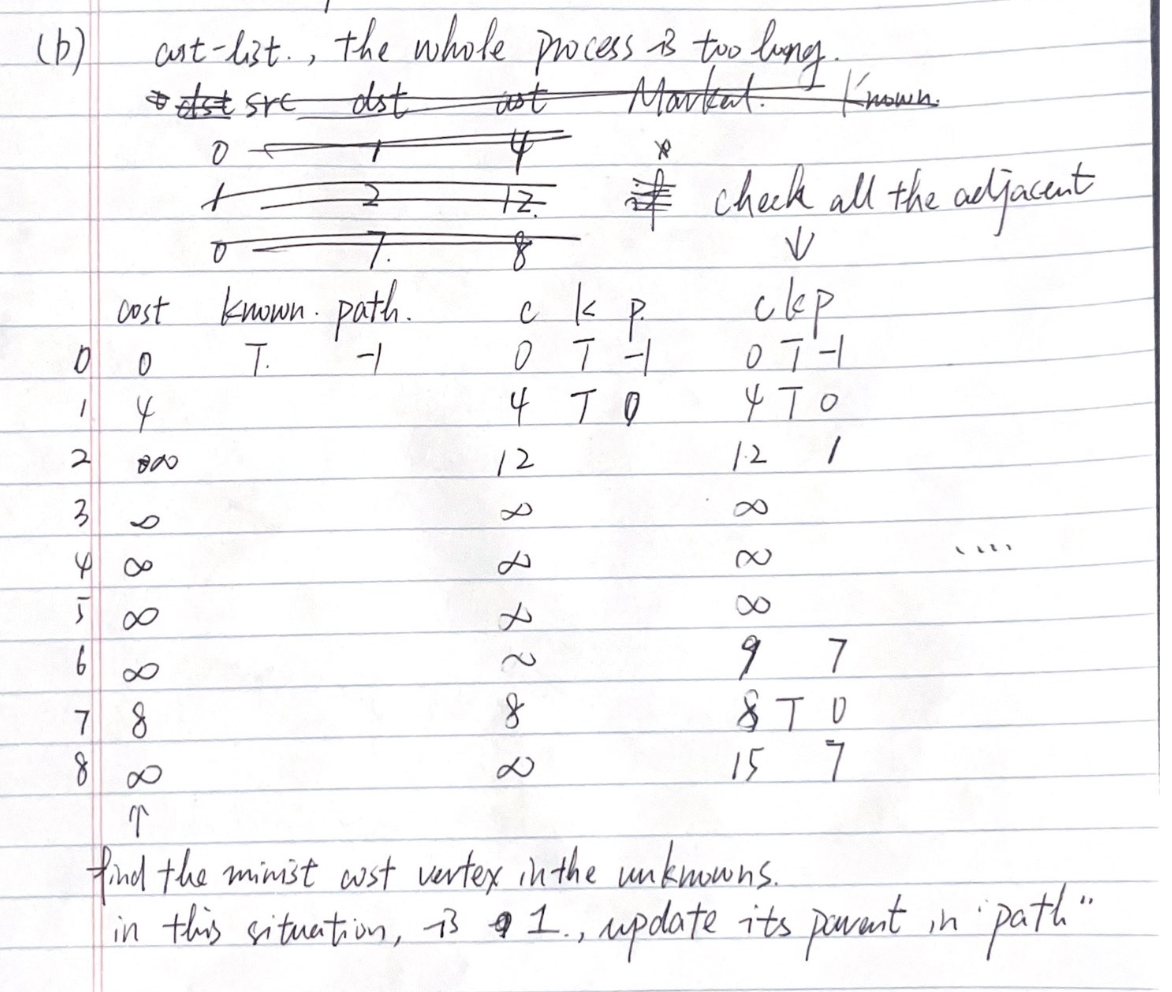 (b) cost-list., the whole process is too long.
dst src dst cost Marked. Known.
0 1 4
1 2 12.
0 7. 8
* check all the adjacent
↓
cost known. path. c k p. c k p
0 0 T. -1 0 T -1 0 T -1
1 4 4 T 0 4 T 0
2 ∞ 12 12 1
3 ∞ ∞ ∞
4 ∞ ∞ ∞ ....
5 ∞ ∞ ∞
6 ∞ ∞ 9 7
7 8 8 8 T 0
8 ∞ ∞ 15 7
↑
find the minist cost vertex in the unknowns.
in this situation, is 1., update its parent in "path"